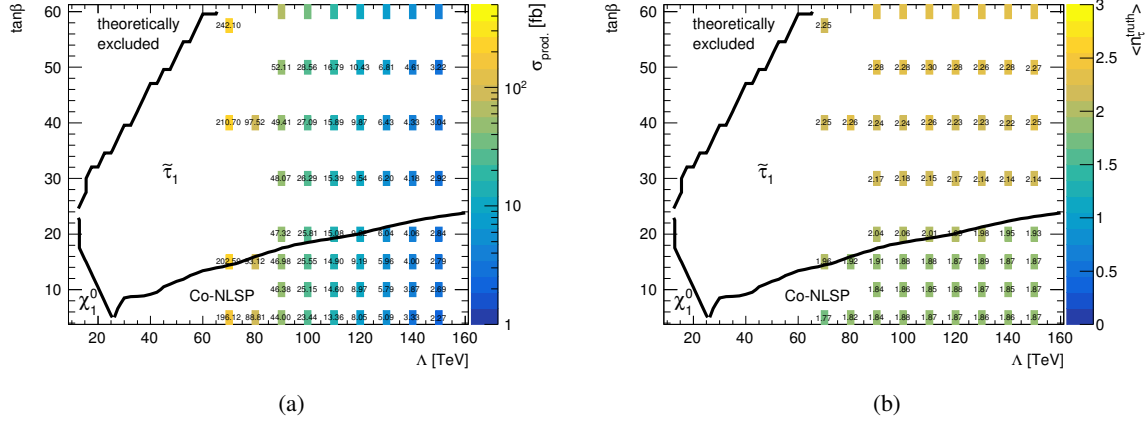 tanβ
60
50
40
30
20
10
theoretically
excluded
τ̃₁
χ⁰₁
Co-NLSP
242.10
52.11 28.56 16.79 10.43 6.81 4.61 3.22
210.70 97.52 49.41 27.09 15.39 9.87 6.43 4.33 3.04
48.07 26.29 15.89 9.54 6.20 4.18 2.92
47.32 25.81 15.08 6.04 4.06 2.84
202.59 93.12 46.98 25.55 14.90 9.19 5.96 4.00 2.79
46.38 25.15 14.60 8.97 5.79 3.87 2.69
196.12 88.81 44.00 23.44 13.36 8.05 5.09 3.33 2.27
20 40 60 80 100 120 140 160
Λ [TeV]
σprod. [fb]
10²
10
1
(a)
tanβ
60
50
40
30
20
10
theoretically
excluded
τ̃₁
χ⁰₁
Co-NLSP
2.25
2.28 2.28 2.30 2.28 2.26 2.28 2.27
2.25 2.26 2.24 2.24 2.26 2.23 2.23 2.22 2.25
2.17 2.18 2.15 2.17 2.14 2.14 2.14
2.04 2.06 2.01 1.98 1.95 1.93
1.96 1.92 1.91 1.88 1.88 1.87 1.89 1.87 1.87
1.84 1.86 1.85 1.88 1.87 1.85 1.87
1.77 1.82 1.84 1.88 1.87 1.87 1.86 1.86 1.87
20 40 60 80 100 120 140 160
Λ [TeV]
<nτtruth>
3
2.5
2
1.5
1
0.5
0
(b)